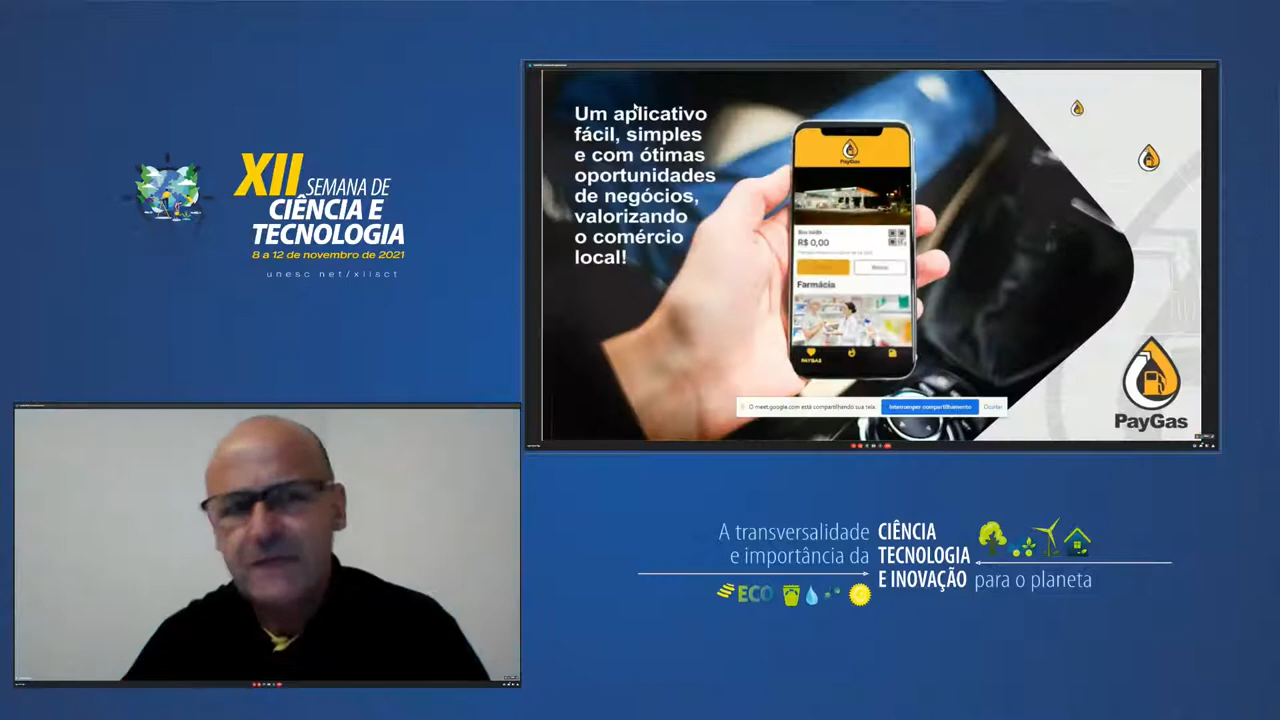 XII SEMANA DE
CIÊNCIA E
TECNOLOGIA
8 a 12 de novembro de 2021
unesc net/xiisct
Um aplicativo
fácil, simples
e com ótimas
oportunidades
de negócios,
valorizando
o comércio
local!
PayGas
R$ 0,00
Farmácia
PAYGAS
O meet.google.com está compartilhando sua tela.
Interromper compartilhamento
Ocultar
PayGas
A transversalidade
e importância da
CIÊNCIA
TECNOLOGIA
E INOVAÇÃO
para o planeta
ECO